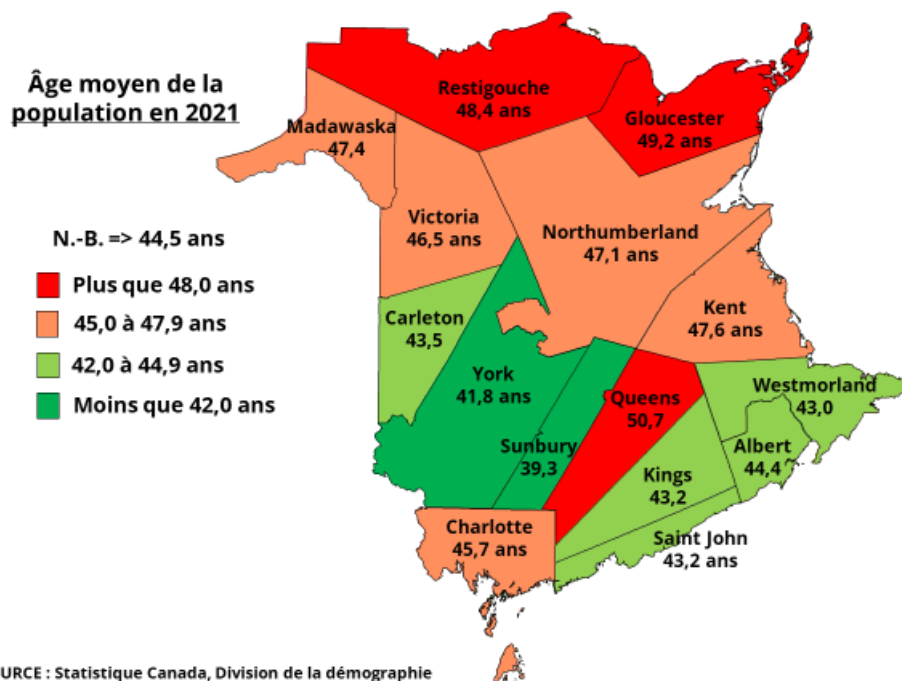 Âge moyen de la
population en 2021
N.-B. => 44,5 ans
Plus que 48,0 ans
45,0 à 47,9 ans
42,0 à 44,9 ans
Moins que 42,0 ans
Restigouche
48,4 ans
Gloucester
49,2 ans
Madawaska
47,4
Victoria
46,5 ans
Northumberland
47,1 ans
Carleton
43,5
Kent
47,6 ans
York
41,8 ans
Queens
50,7
Westmorland
43,0
Sunbury
39,3
Albert
44,4
Kings
43,2
Charlotte
45,7 ans
Saint John
43,2 ans
URCE : Statistique Canada, Division de la démographie